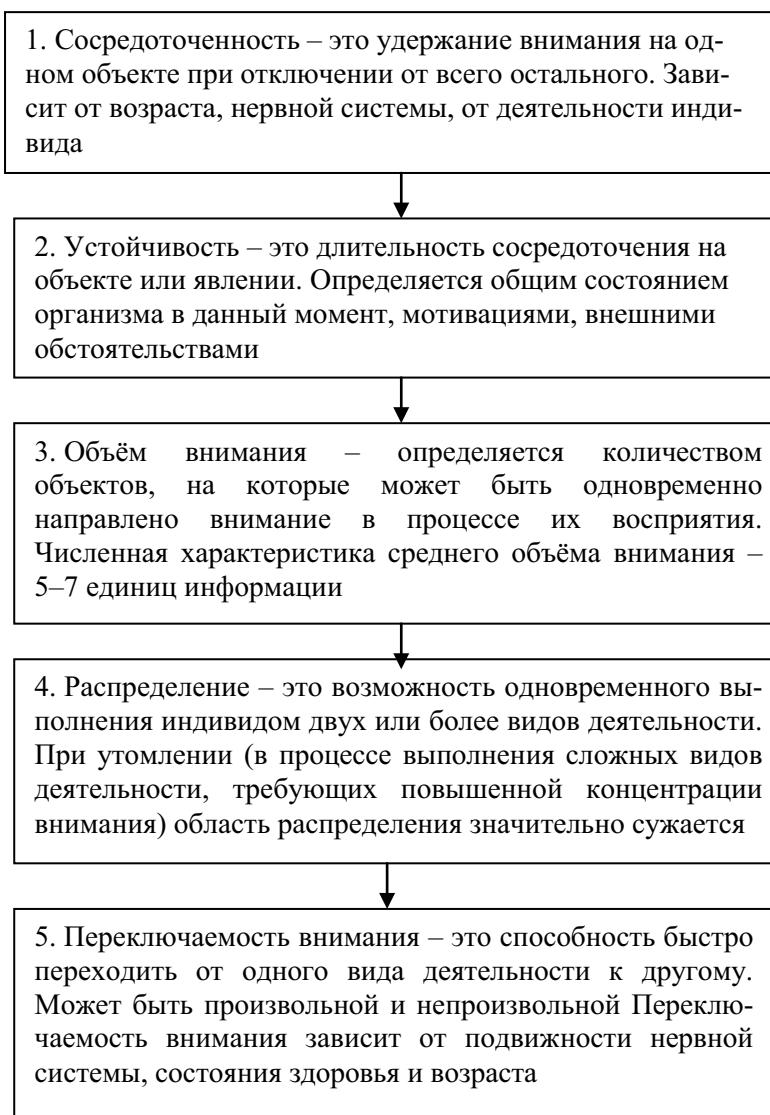 1. Сосредоточенность – это удержание внимания на од-
ном объекте при отключении от всего остального. Зави-
сит от возраста, нервной системы, от деятельности инди-
вида
2. Устойчивость – это длительность сосредоточения на
объекте или явлении. Определяется общим состоянием
организма в данный момент, мотивациями, внешними
обстоятельствами
3. Объём внимания – определяется количеством
объектов, на которые может быть одновременно
направлено внимание в процессе их восприятия.
Численная характеристика среднего объёма внимания –
5–7 единиц информации
4. Распределение – это возможность одновременного вы-
полнения индивидом двух или более видов деятельности.
При утомлении (в процессе выполнения сложных видов
деятельности, требующих повышенной концентрации
внимания) область распределения значительно сужается
5. Переключаемость внимания – это способность быстро
переходить от одного вида деятельности к другому.
Может быть произвольной и непроизвольной Переклю-
чаемость внимания зависит от подвижности нервной
системы, состояния здоровья и возраста